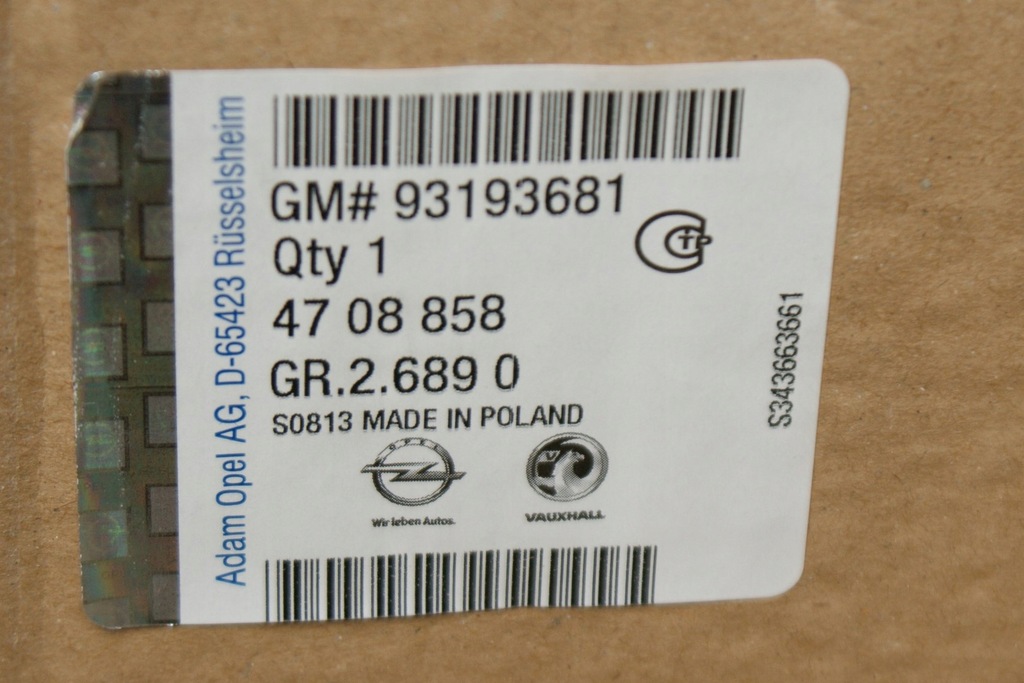 Adam Opel AG, D-65423 Rüsselsheim
GM# 93193681
Qty 1
47 08 858
GR.2.689 0
S0813 MADE IN POLAND
OPEL
Wir leben Autos.
VAUXHALL
S343663661